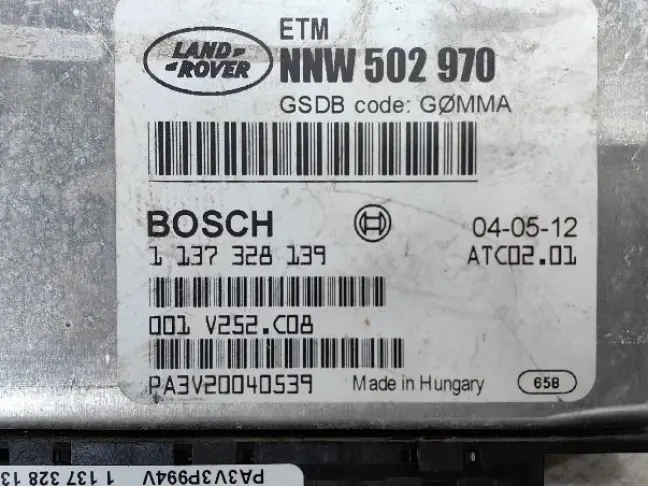 ETM
LAND-
-ROVER
NNW 502 970
GSDB code: GØMMA
BOSCH
04-05-12
1 137 328 139
ATC02.01
001 V252.C08
PA3V20040539
Made in Hungary
658
PA3V3P994V 1 137 328 13